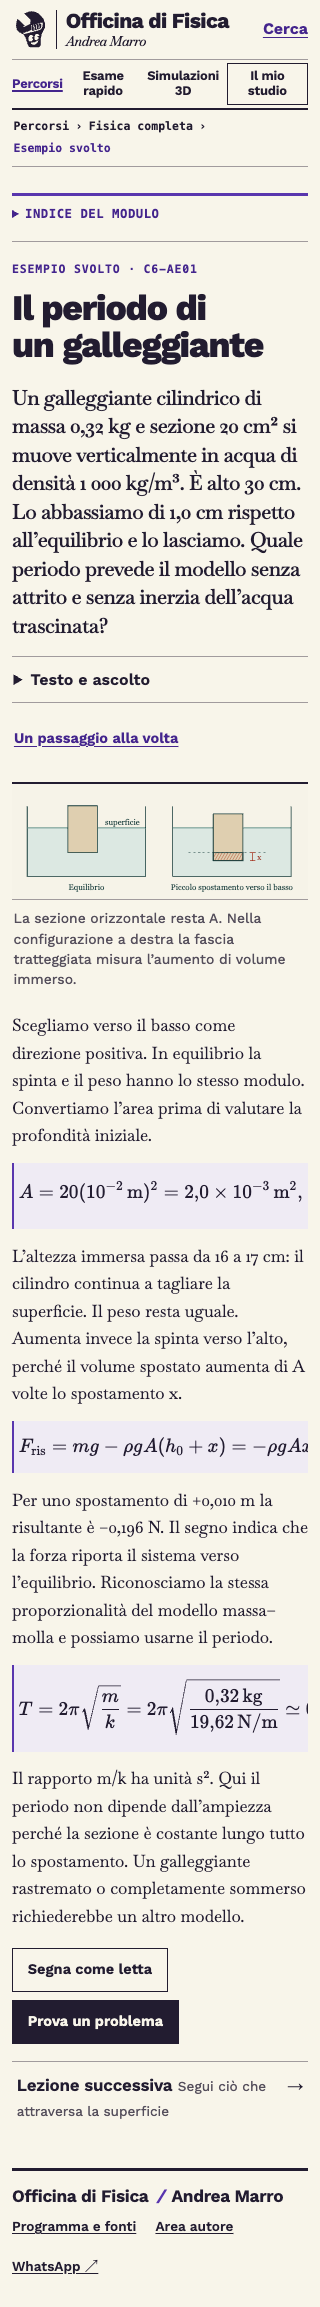 Officina di Fisica
Andrea Marro
Cerca
Percorsi
Esame rapido
Simulazioni 3D
Il mio studio
Percorsi › Fisica completa ›
Esempio svolto
▶ INDICE DEL MODULO
ESEMPIO SVOLTO · C6–AE01
Il periodo di
un galleggiante
Un galleggiante cilindrico di
massa 0,32 kg e sezione 20 cm² si
muove verticalmente in acqua di
densità 1 000 kg/m³. È alto 30 cm.
Lo abbassiamo di 1,0 cm rispetto
all’equilibrio e lo lasciamo. Quale
periodo prevede il modello senza
attrito e senza inerzia dell’acqua
trascinata?
▶ Testo e ascolto
Un passaggio alla volta
superficie
x
Equilibrio
Piccolo spostamento verso il basso
La sezione orizzontale resta A. Nella
configurazione a destra la fascia
tratteggiata misura l’aumento di volume
immerso.
Scegliamo verso il basso come
direzione positiva. In equilibrio la
spinta e il peso hanno lo stesso modulo.
Convertiamo l’area prima di valutare la
profondità iniziale.
A = 20(10⁻² m)² = 2,0 × 10⁻³ m²,
L’altezza immersa passa da 16 a 17 cm: il
cilindro continua a tagliare la
superficie. Il peso resta uguale.
Aumenta invece la spinta verso l’alto,
perché il volume spostato aumenta di A
volte lo spostamento x.
F_ris = mg − ρgA(h₀ + x) = −ρgAx
Per uno spostamento di +0,010 m la
risultante è −0,196 N. Il segno indica che
la forza riporta il sistema verso
l’equilibrio. Riconosciamo la stessa
proporzionalità del modello massa–
molla e possiamo usarne il periodo.
T = 2π√(m/k) = 2π√(0,32 kg / 19,62 N/m) ≃
Il rapporto m/k ha unità s². Qui il
periodo non dipende dall’ampiezza
perché la sezione è costante lungo tutto
lo spostamento. Un galleggiante
rastremato o completamente sommerso
richiederebbe un altro modello.
Segna come letta
Prova un problema
Lezione successiva Segui ciò che
attraversa la superficie
→
Officina di Fisica / Andrea Marro
Programma e fonti
Area autore
WhatsApp ↗